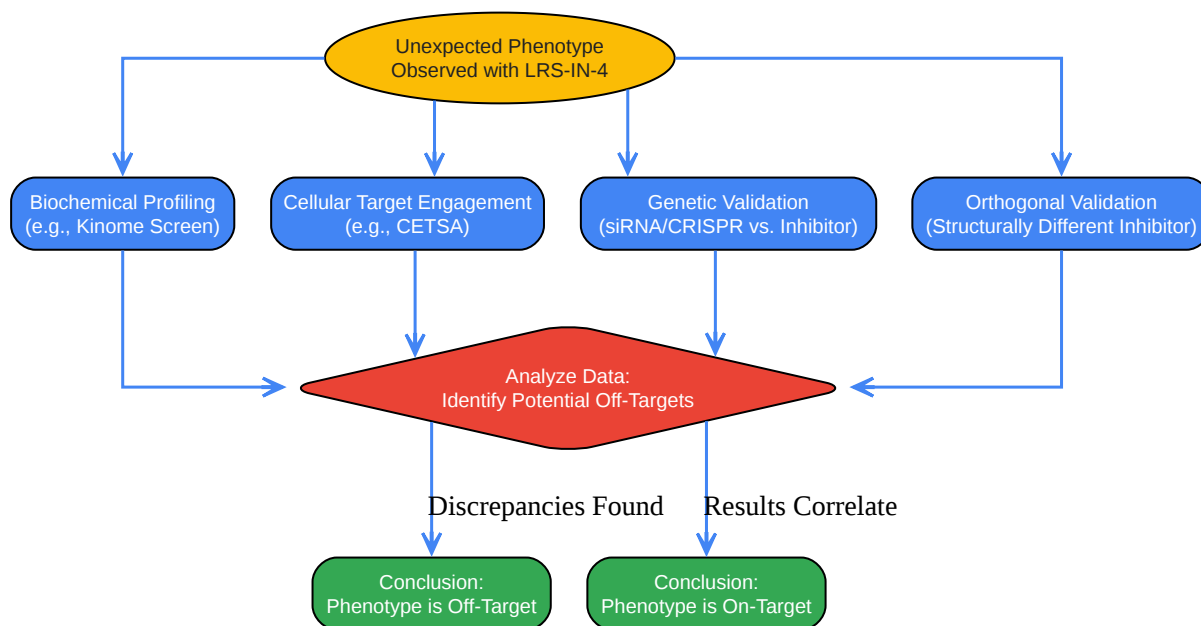 Unexpected Phenotype
Observed with LRS-IN-4
Biochemical Profiling
(e.g., Kinome Screen)
Cellular Target Engagement
(e.g., CETSA)
Genetic Validation
(siRNA/CRISPR vs. Inhibitor)
Orthogonal Validation
(Structurally Different Inhibitor)
Analyze Data:
Identify Potential Off-Targets
Discrepancies Found
Results Correlate
Conclusion:
Phenotype is Off-Target
Conclusion:
Phenotype is On-Target